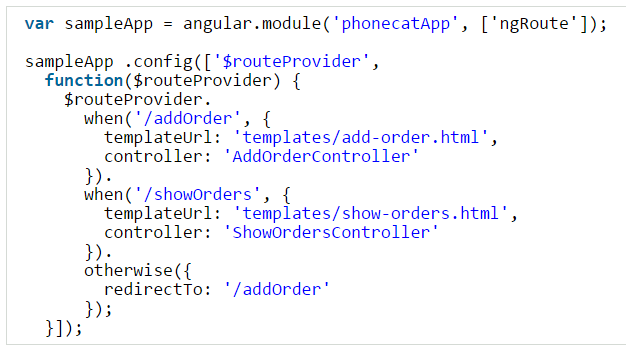 var sampleApp = angular.module('phonecatApp', ['ngRoute']);
sampleApp .config(['$routeProvider',
  function($routeProvider) {
    $routeProvider.
      when('/addOrder', {
        templateUrl: 'templates/add-order.html',
        controller: 'AddOrderController'
      }).
      when('/showOrders', {
        templateUrl: 'templates/show-orders.html',
        controller: 'ShowOrdersController'
      }).
      otherwise({
        redirectTo: '/addOrder'
      });
  }]);